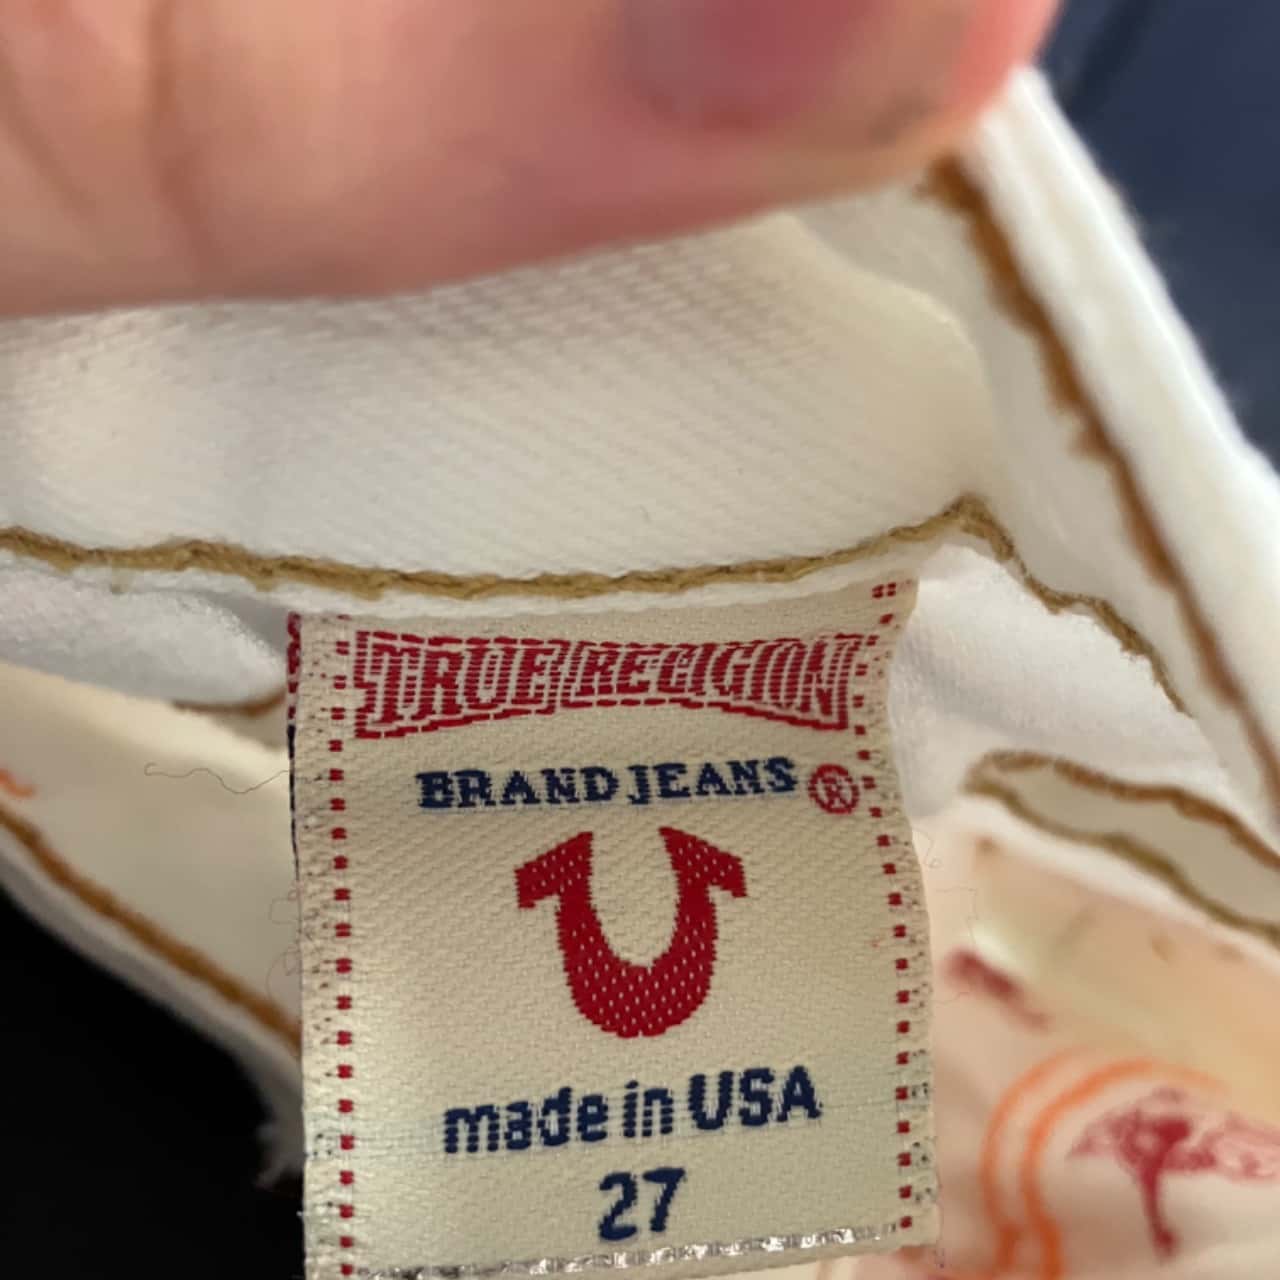 TRUE RELIGION
BRAND JEANS ®
made in USA
27